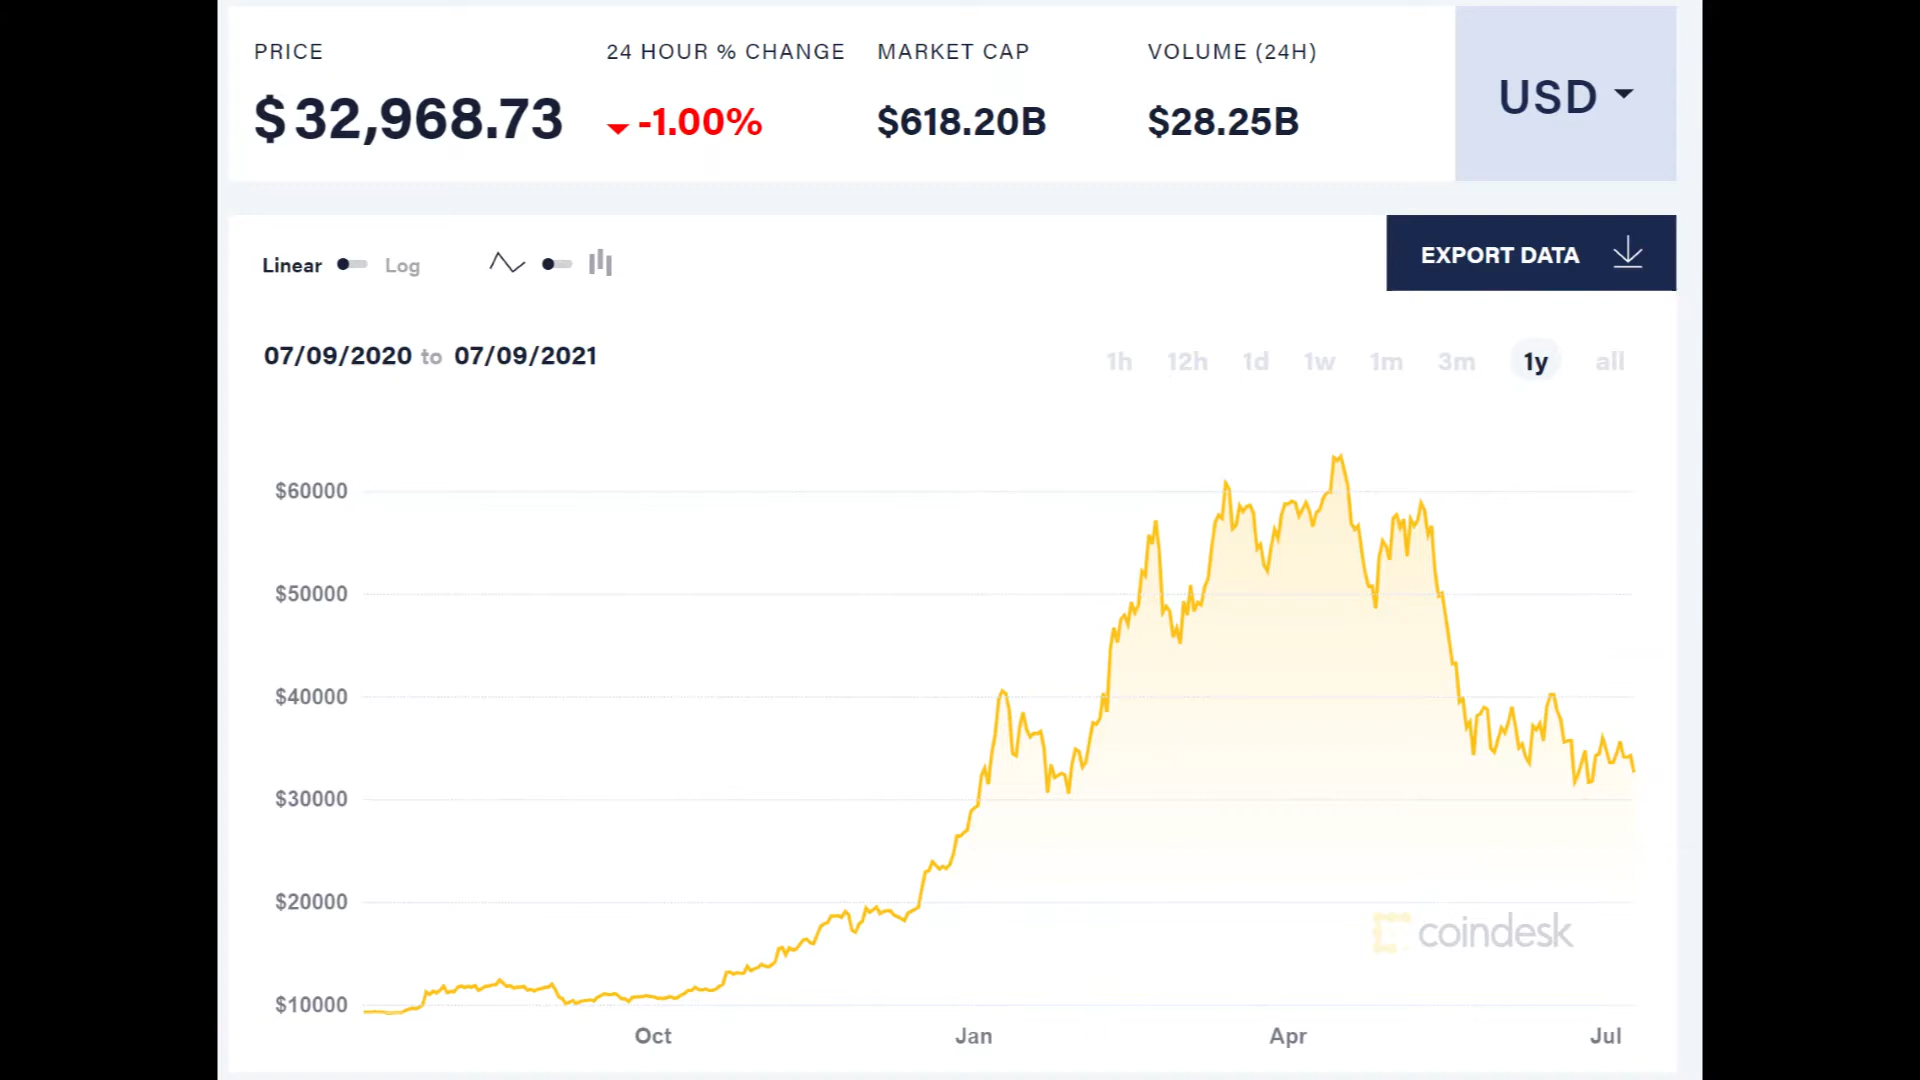 PRICE 24 HOUR % CHANGE MARKET CAP VOLUME (24H)
$32,968.73 -1.00% $618.20B $28.25B USD
Linear Log EXPORT DATA
07/09/2020 to 07/09/2021 1h 12h 1d 1w 1m 3m 1y all
$60000
$50000
$40000
$30000
$20000
coindesk
$10000
Oct Jan Apr Jul